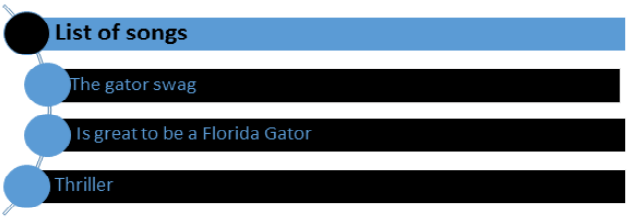 List of songs
The gator swag
Is great to be a Florida Gator
Thriller